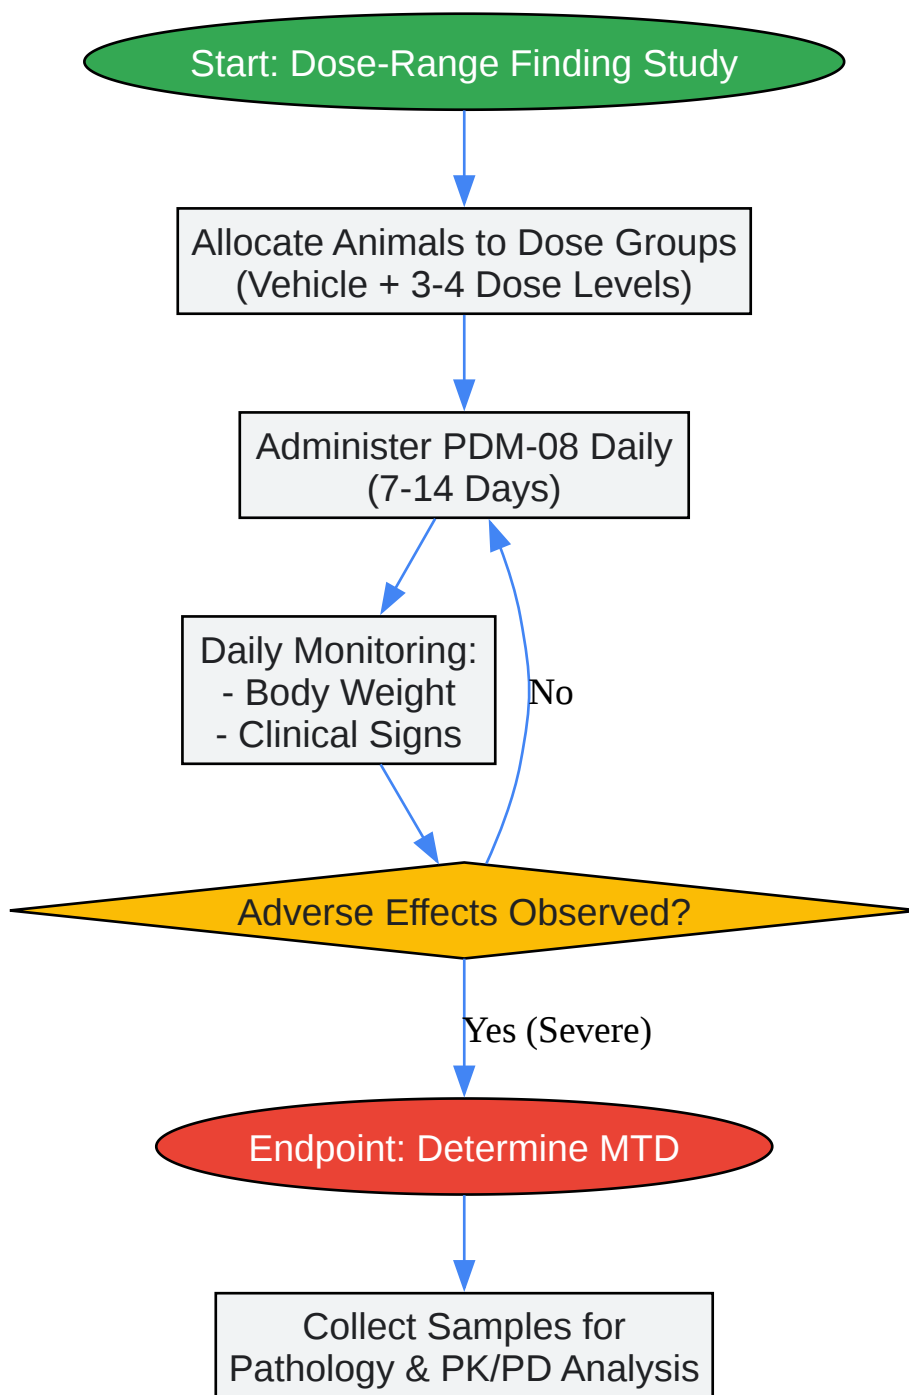 Start: Dose-Range Finding Study
Allocate Animals to Dose Groups
(Vehicle + 3-4 Dose Levels)
Administer PDM-08 Daily
(7-14 Days)
Daily Monitoring:
- Body Weight
- Clinical Signs
No
Adverse Effects Observed?
Yes (Severe)
Endpoint: Determine MTD
Collect Samples for
Pathology & PK/PD Analysis